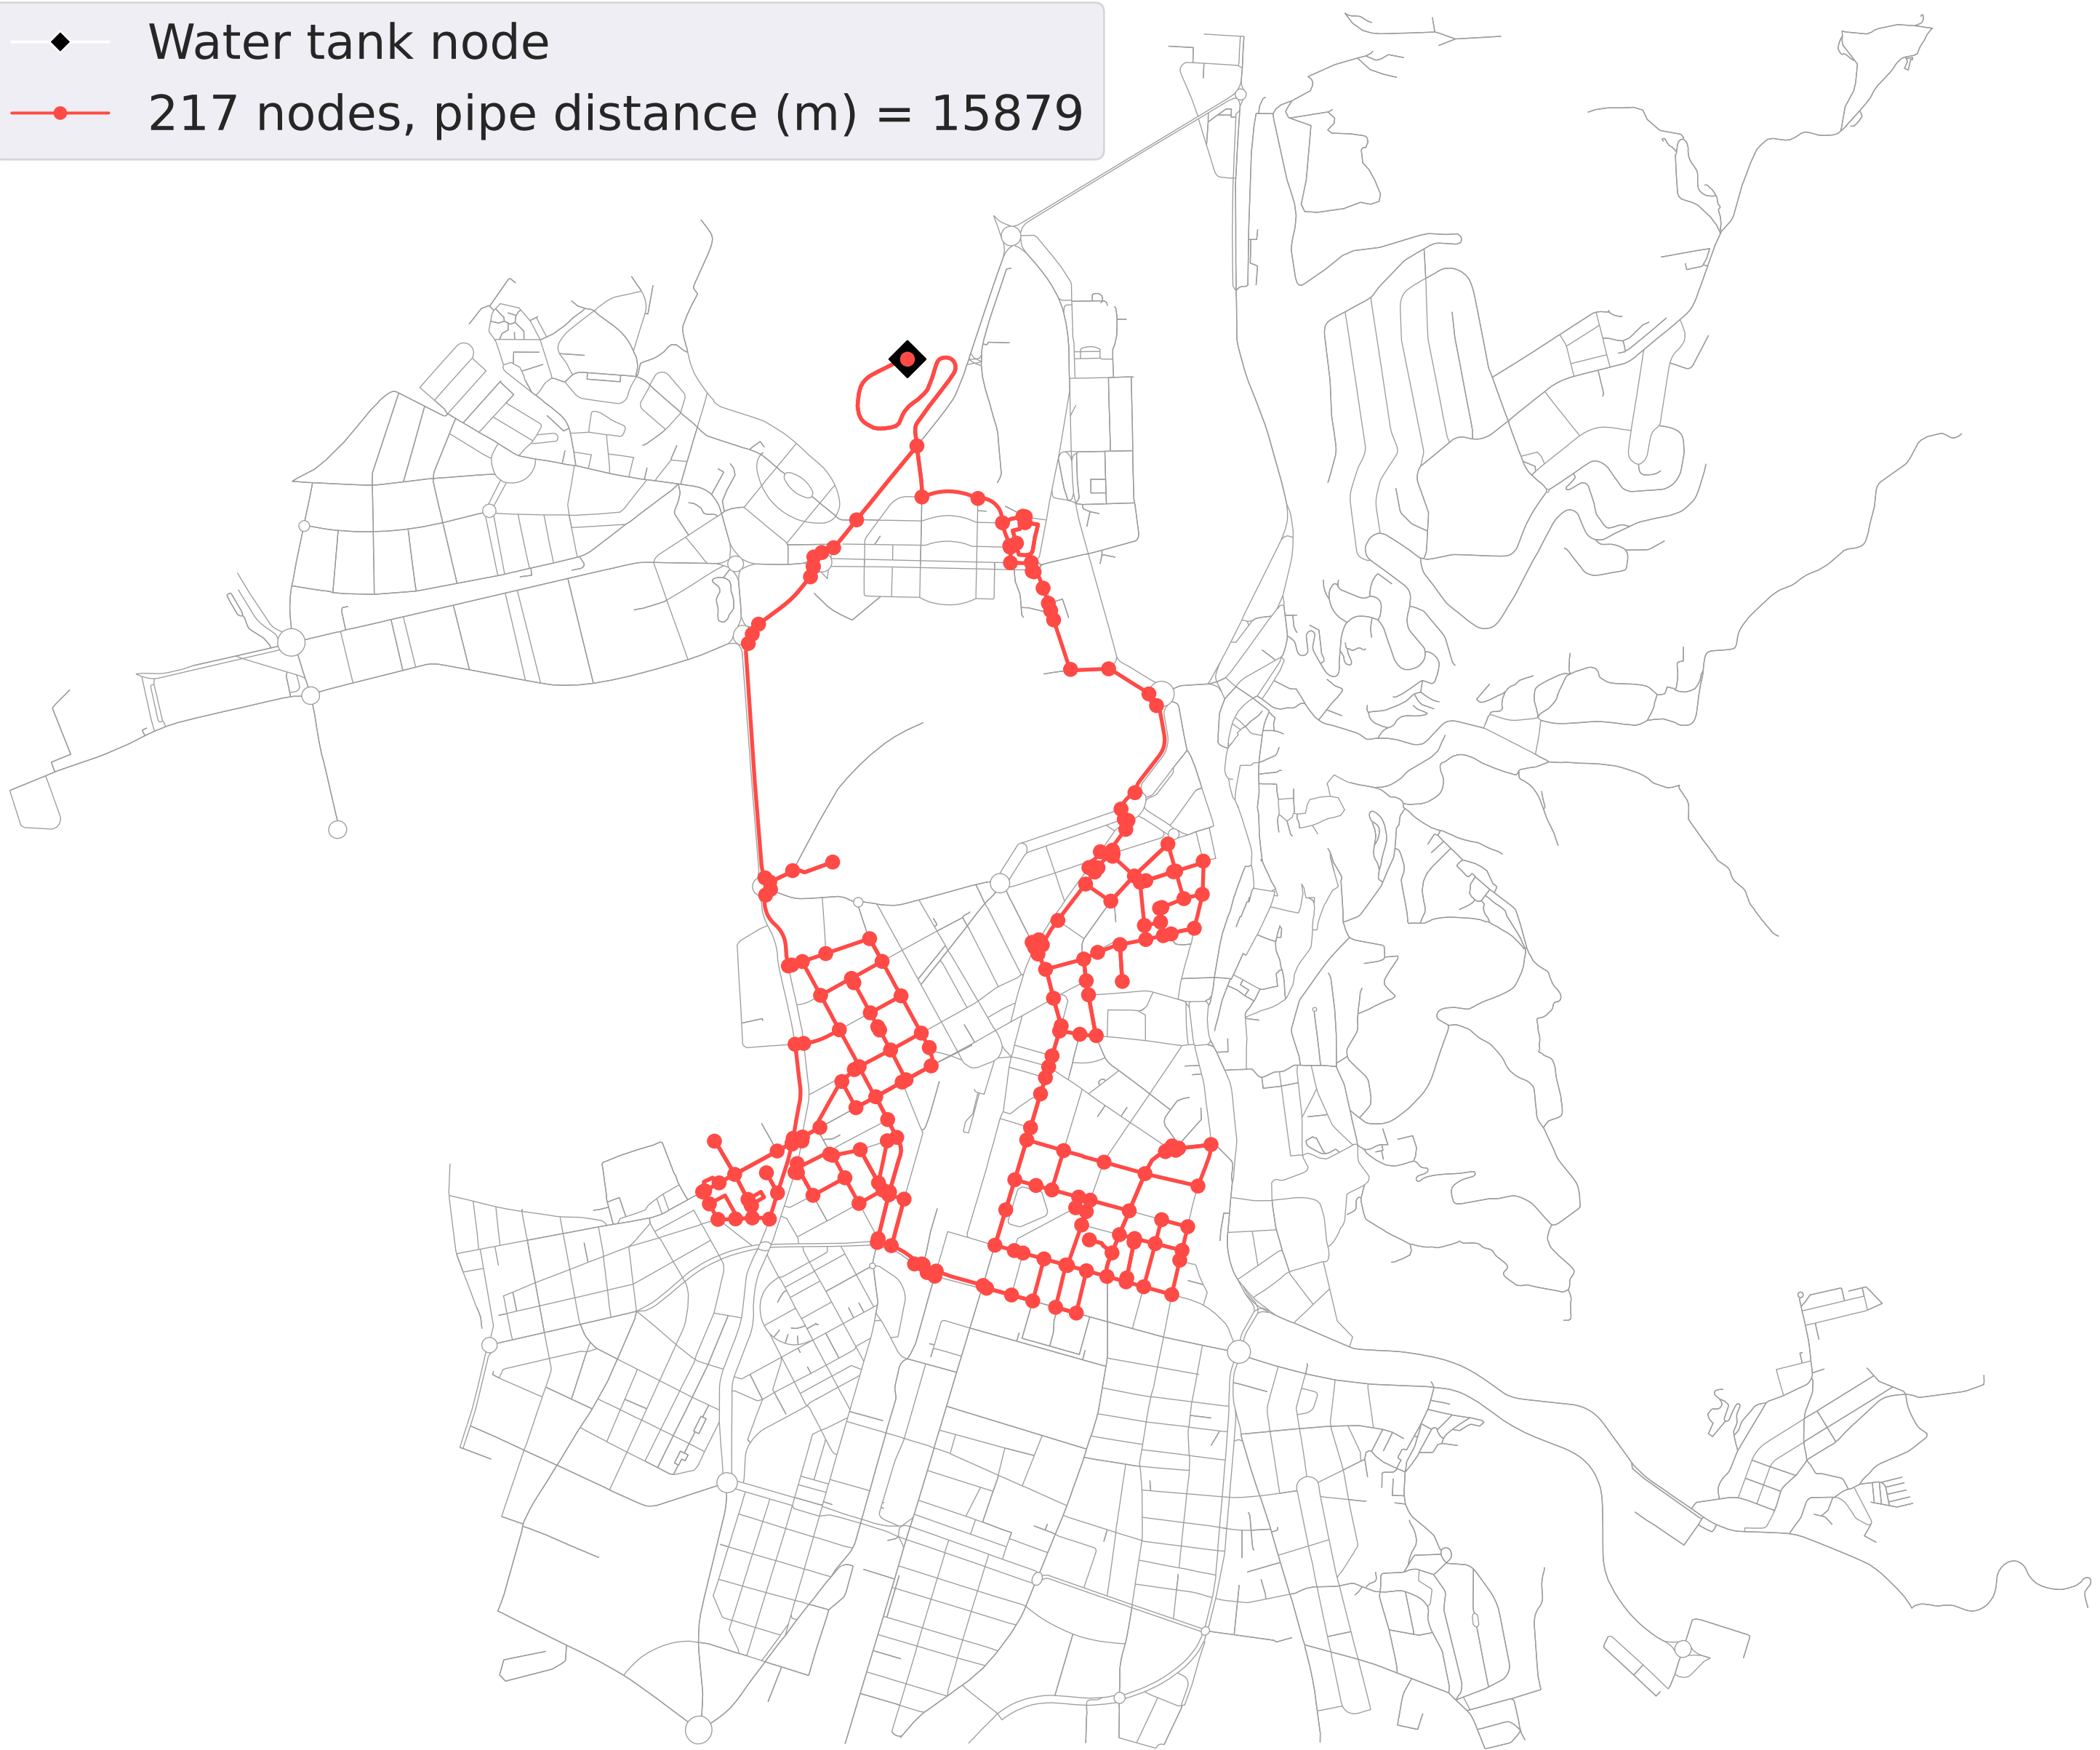 Water tank node
217 nodes, pipe distance (m) = 15879